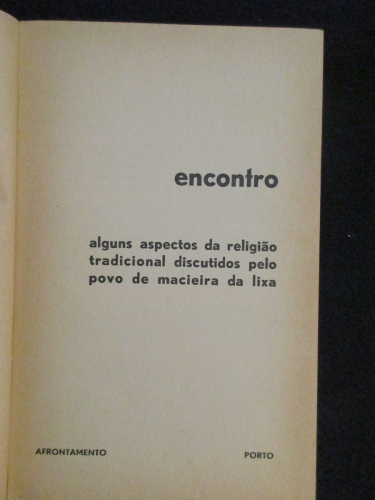 encontro
alguns aspectos da religião
tradicional discutidos pelo
povo de macieira da lixa
AFRONTAMENTO PORTO